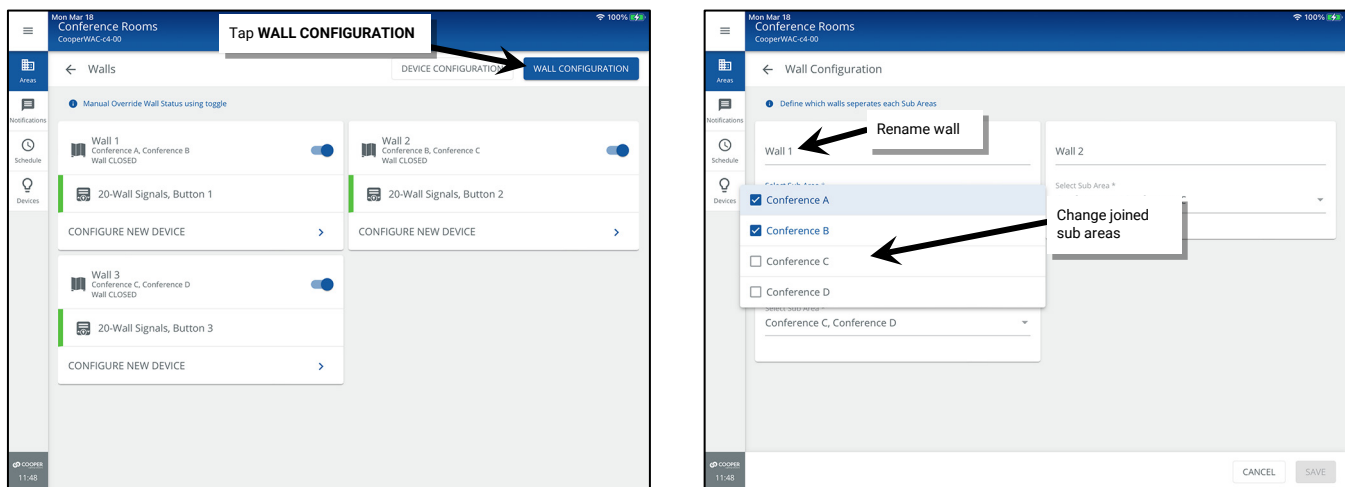 Mon Mar 18
100%
Conference Rooms
CooperWAC-c4-00
Tap WALL CONFIGURATION
Areas
Walls
DEVICE CONFIGURATION
WALL CONFIGURATION
Notifications
Manual Override Wall Status using toggle
Schedule
Devices
Wall 1
Conference A, Conference B
Wall CLOSED
20-Wall Signals, Button 1
CONFIGURE NEW DEVICE
Wall 2
Conference B, Conference C
Wall CLOSED
20-Wall Signals, Button 2
CONFIGURE NEW DEVICE
Wall 3
Conference C, Conference D
Wall CLOSED
20-Wall Signals, Button 3
CONFIGURE NEW DEVICE
COOPER
11:48
Mon Mar 18
100%
Conference Rooms
CooperWAC-c4-00
Areas
Wall Configuration
Notifications
Define which walls seperates each Sub Areas
Schedule
Devices
Rename wall
Wall 1
Wall 2
Select Sub Area *
Select Sub Area *
Conference A
Conference B
Conference C
Conference D
Change joined
sub areas
Select Sub Area *
Conference C, Conference D
COOPER
11:48
CANCEL
SAVE